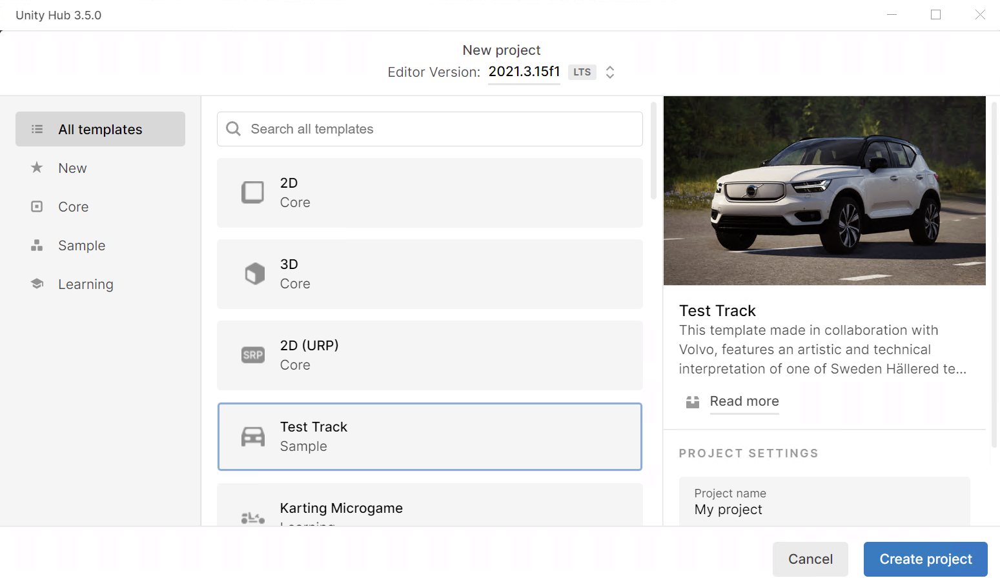 Unity Hub 3.5.0
New project
Editor Version: 2021.3.15f1 LTS
All templates
New
Core
Sample
Learning
Search all templates
2D
Core
3D
Core
SRP
2D (URP)
Core
Test Track
Sample
Karting Microgame
Learning
Test Track
This template made in collaboration with
Volvo, features an artistic and technical
interpretation of one of Sweden Hällered te...
Read more
PROJECT SETTINGS
Project name
My project
Cancel
Create project